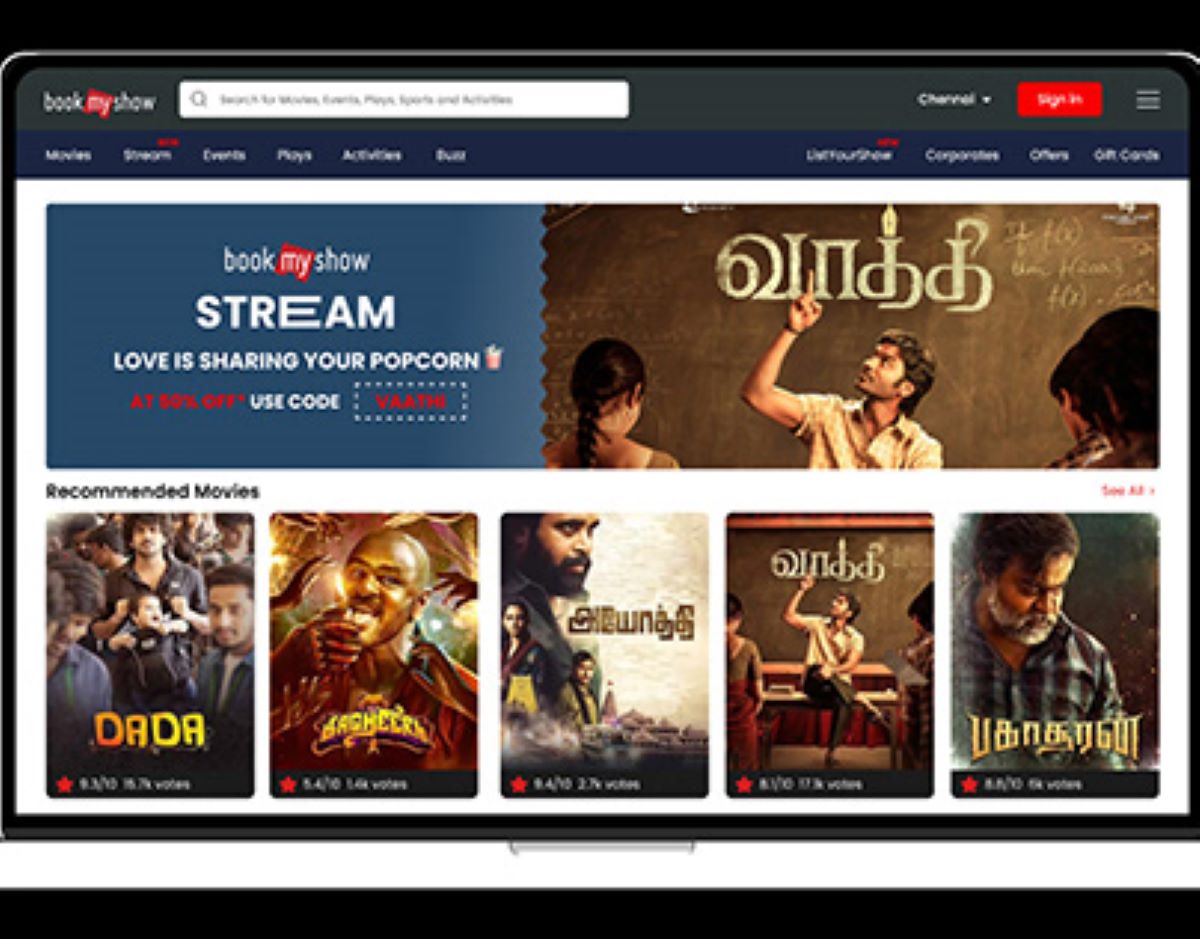 book my show
Search for Movies, Events, Plays, Sports and Activities
Chennai
Sign in
Movies
Stream
NEW
Events
Plays
Activities
Buzz
ListYourShow
NEW
Corporates
Offers
Gift Cards
book my show
STREAM
LOVE IS SHARING YOUR POPCORN
AT 50% OFF* USE CODE VAATHI
வாத்தி
Recommended Movies
See All >
DADA
9.3/10 15.7k votes
BAGHEERA
5.4/10 1.4k votes
அயோத்தி
9.4/10 2.7k votes
வாத்தி
8.1/10 17.1k votes
பகாசூரன்
8.8/10 6k votes